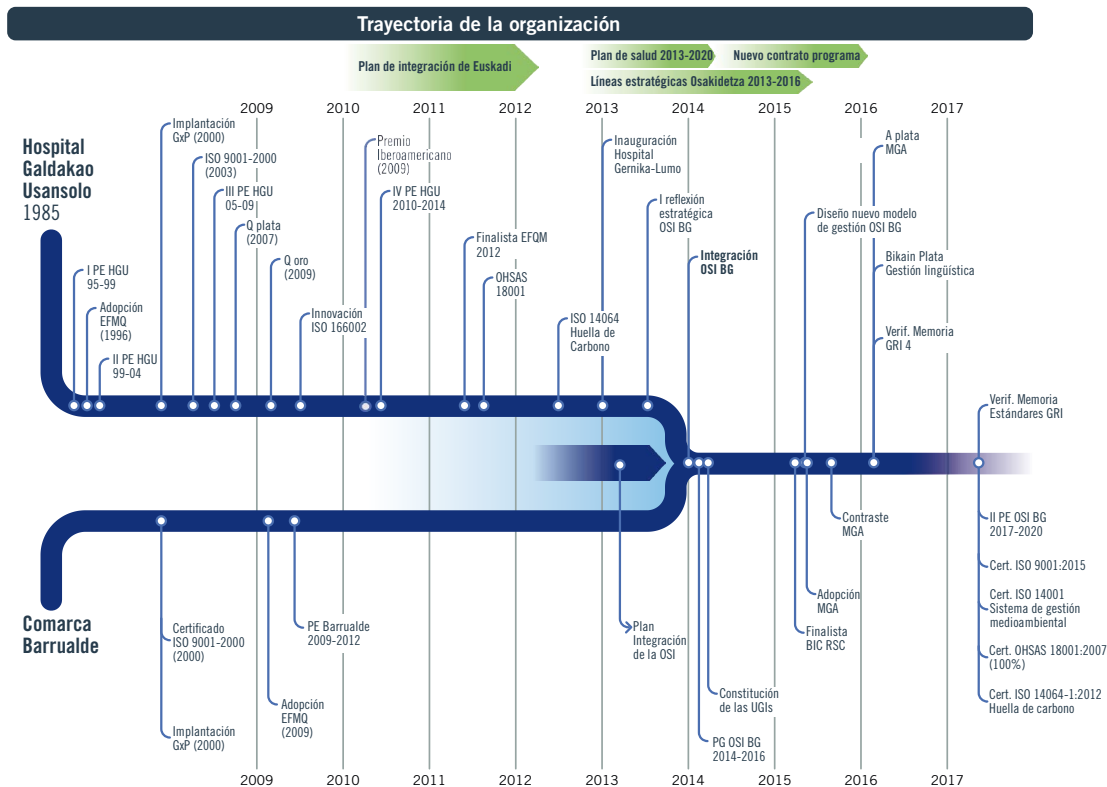 Trayectoria de la organización
Plan de integración de Euskadi
Plan de salud 2013-2020
Nuevo contrato programa
Líneas estratégicas Osakidetza 2013-2016
2009 2010 2011 2012 2013 2014 2015 2016 2017
Hospital
Galdakao
Usansolo
1985
I PE HGU
95-99
Adopción
EFMQ
(1996)
II PE HGU
99-04
Implantación
GxP (2000)
ISO 9001-2000
(2003)
III PE HGU
05-09
Q plata
(2007)
Q oro
(2009)
Innovación
ISO 166002
Premio
Iberoamericano
(2009)
IV PE HGU
2010-2014
Finalista EFQM
2012
OHSAS
18001
ISO 14064
Huella de
Carbono
Inauguración
Hospital
Gernika-Lumo
I reflexión
estratégica
OSI BG
Integración
OSI BG
Diseño nuevo modelo
de gestión OSI BG
A plata
MGA
Bikain Plata
Gestión lingüística
Verif. Memoria
GRI 4
Verif. Memoria
Estándares GRI
Comarca
Barrualde
Certificado
ISO 9001-2000
(2000)
Implantación
GxP (2000)
Adopción
EFMQ
(2009)
PE Barrualde
2009-2012
Plan
Integración
de la OSI
Constitución
de las UGIs
PG OSI BG
2014-2016
Finalista
BIC RSC
Adopción
MGA
Contraste
MGA
II PE OSI BG
2017-2020
Cert. ISO 9001:2015
Cert. ISO 14001
Sistema de gestión
medioambiental
Cert. OHSAS 18001:2007
(100%)
Cert. ISO 14064-1:2012
Huella de carbono
2009 2010 2011 2012 2013 2014 2015 2016 2017